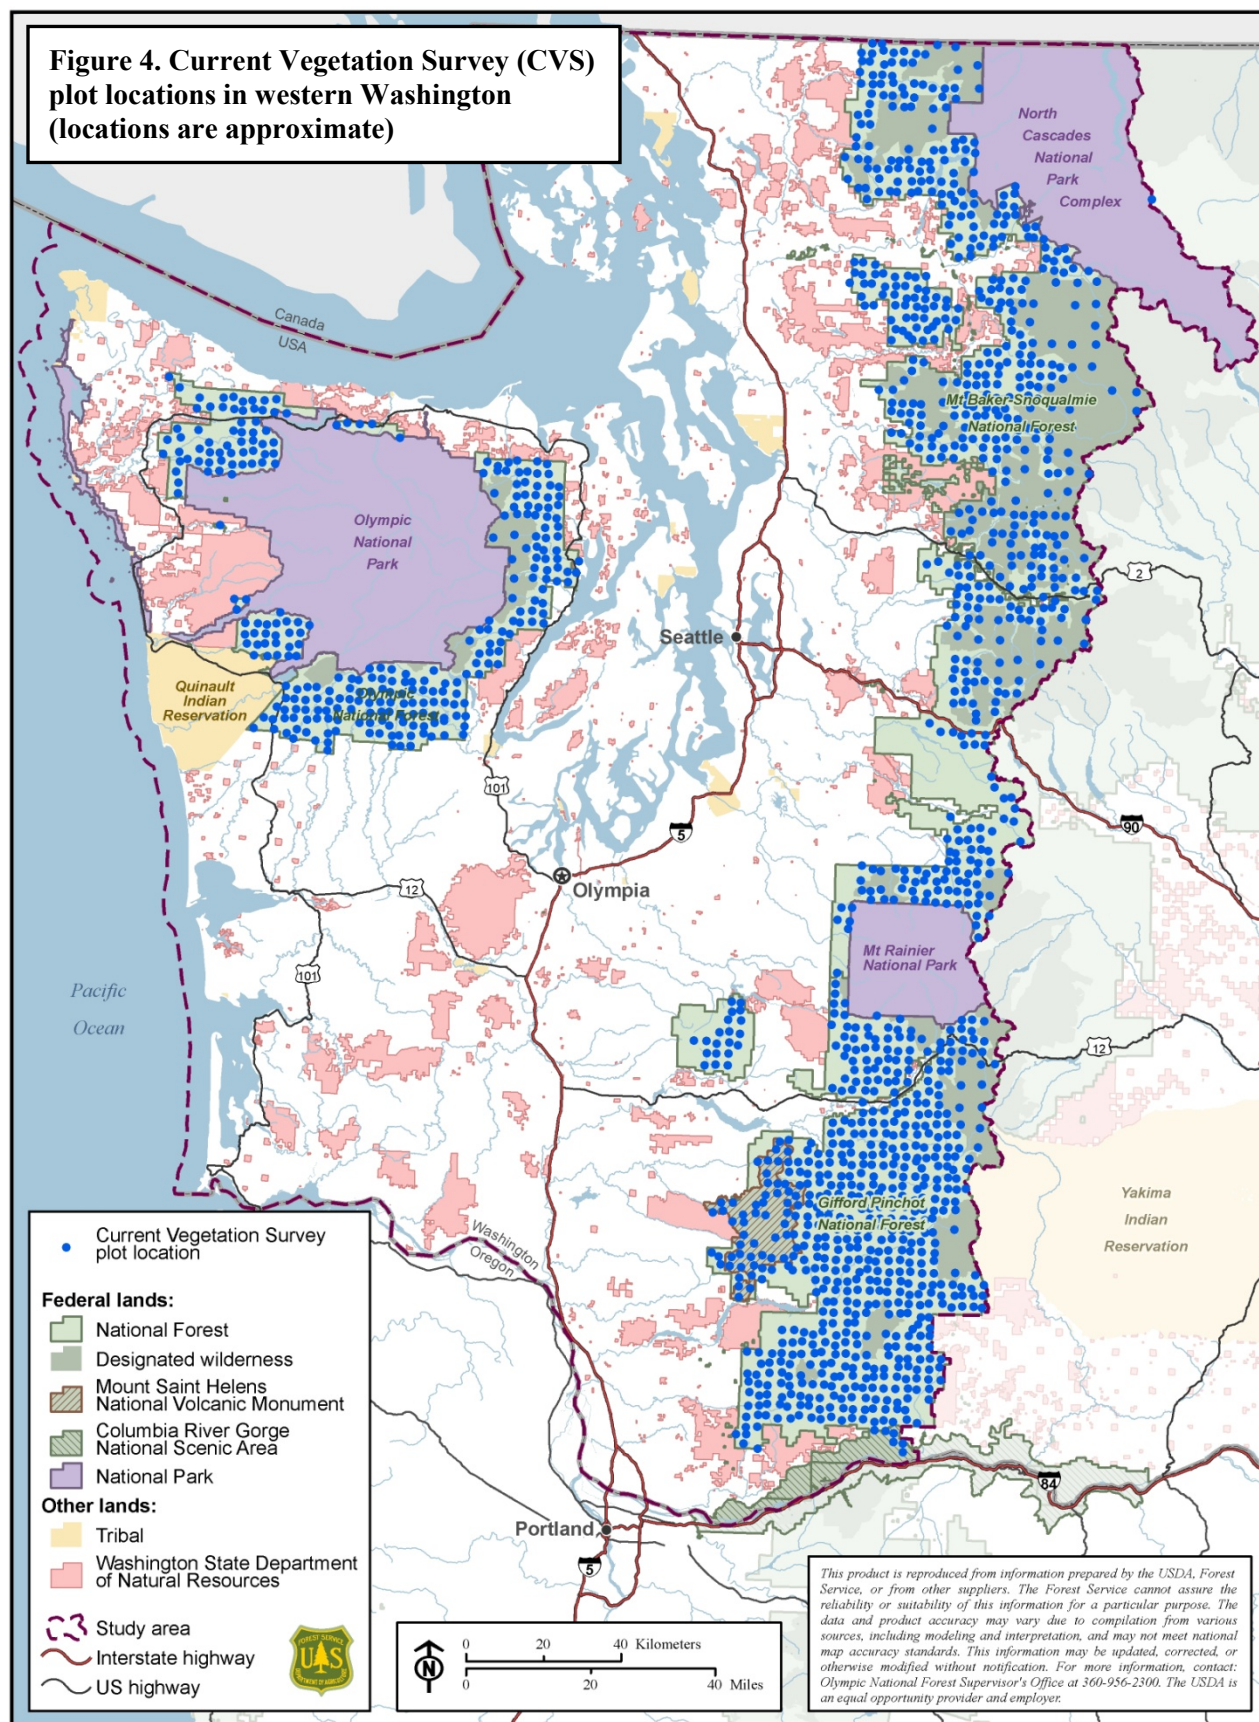 Figure 4. Current Vegetation Survey (CVS)
plot locations in western Washington
(locations are approximate)
North
Cascades
National
Park
Complex
Canada
USA
Mt Baker-Snoqualmie
National Forest
Olympic
National
Park
2
Seattle
Quinault
Indian
Reservation
Olympic
National Forest
101
5
90
Olympia
12
Mt Rainier
National Park
101
Pacific
Ocean
12
Gifford Pinchot
National Forest
Yakima
Indian
Reservation
Washington
Oregon
Current Vegetation Survey
plot location
Federal lands:
National Forest
Designated wilderness
Mount Saint Helens
National Volcanic Monument
Columbia River Gorge
National Scenic Area
National Park
Other lands:
Tribal
Washington State Department
of Natural Resources
Study area
Interstate highway
US highway
84
Portland
5
FOREST SERVICE
U S
DEPARTMENT OF AGRICULTURE
N
0 20 40 Kilometers
0 20 40 Miles
This product is reproduced from information prepared by the USDA, Forest
Service, or from other suppliers. The Forest Service cannot assure the
reliability or suitability of this information for a particular purpose. The
data and product accuracy may vary due to compilation from various
sources, including modeling and interpretation, and may not meet national
map accuracy standards. This information may be updated, corrected, or
otherwise modified without notification. For more information, contact:
Olympic National Forest Supervisor's Office at 360-956-2300. The USDA is
an equal opportunity provider and employer.